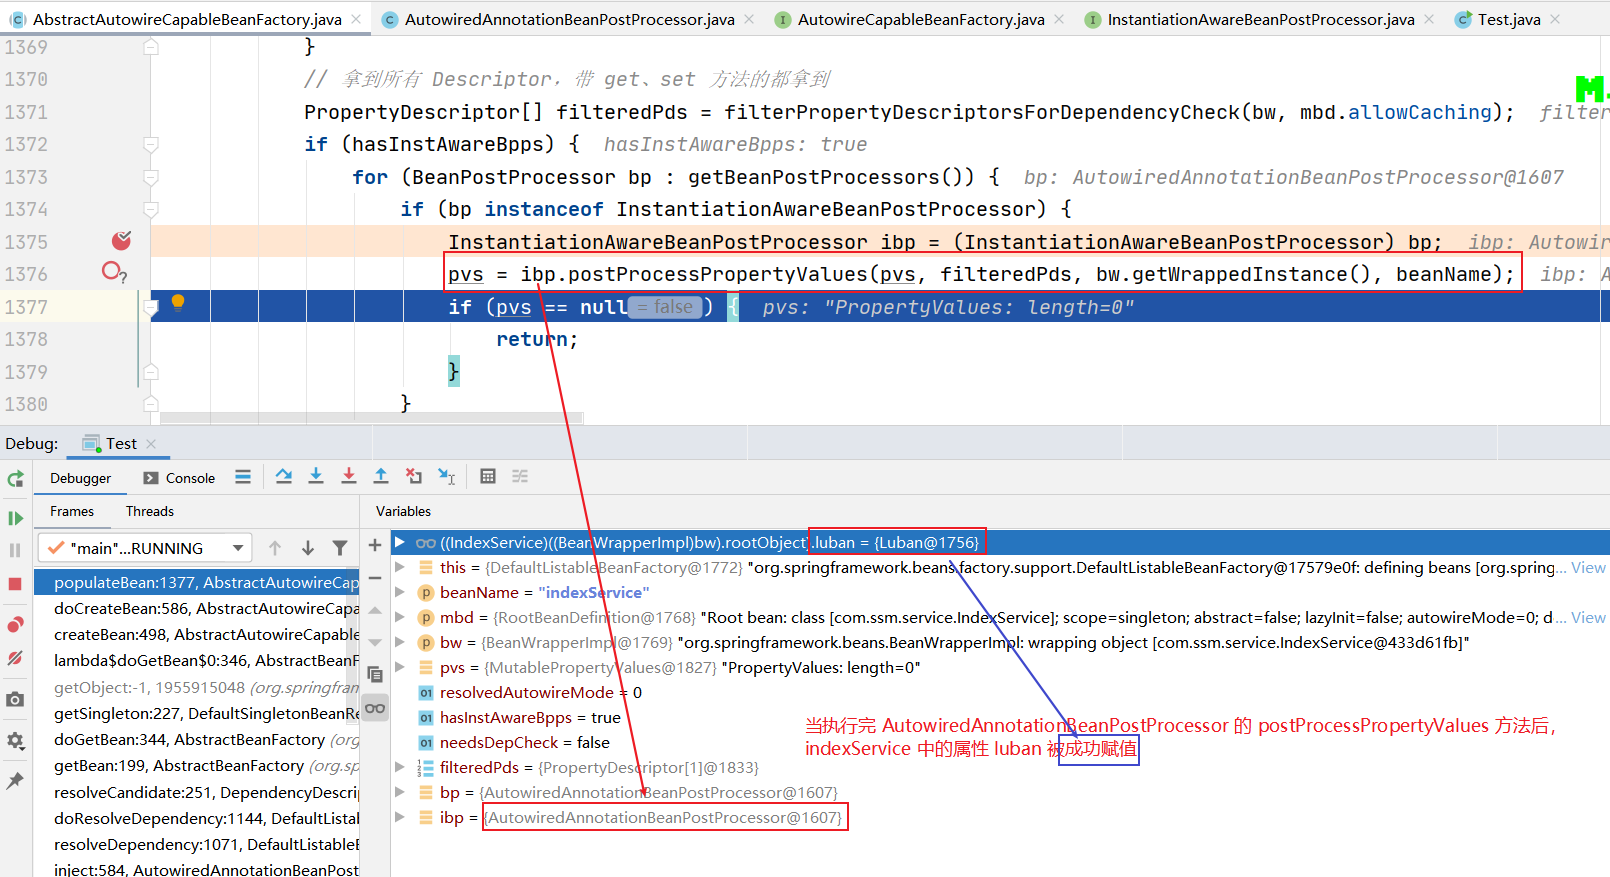 AbstractAutowireCapableBeanFactory.java
AutowiredAnnotationBeanPostProcessor.java
AutowireCapableBeanFactory.java
InstantiationAwareBeanPostProcessor.java
Test.java
1369 }
1370 // 拿到所有 Descriptor，带 get、set 方法的都拿到
1371 PropertyDescriptor[] filteredPds = filterPropertyDescriptorsForDependencyCheck(bw, mbd.allowCaching); filter
M.
1372 if (hasInstAwareBpps) { hasInstAwareBpps: true
1373 for (BeanPostProcessor bp : getBeanPostProcessors()) { bp: AutowiredAnnotationBeanPostProcessor@1607
1374 if (bp instanceof InstantiationAwareBeanPostProcessor) {
1375 InstantiationAwareBeanPostProcessor ibp = (InstantiationAwareBeanPostProcessor) bp; ibp: Autowir
1376 pvs = ibp.postProcessPropertyValues(pvs, filteredPds, bw.getWrappedInstance(), beanName); ibp: A
1377 if (pvs == null = false ) { pvs: "PropertyValues: length=0"
1378 return;
1379 }
1380 }
Debug: Test
Debugger Console
Frames Threads
Variables
"main"...RUNNING
populateBean:1377, AbstractAutowireCap
doCreateBean:586, AbstractAutowireCapa
createBean:498, AbstractAutowireCapable
lambda$doGetBean$0:346, AbstractBeanF
getObject:-1, 1955915048 (org.springfran
getSingleton:227, DefaultSingletonBeanRe
doGetBean:344, AbstractBeanFactory (org
getBean:199, AbstractBeanFactory (org.sp
resolveCandidate:251, DependencyDescrip
doResolveDependency:1144, DefaultListal
resolveDependency:1071, DefaultListableE
inject:584, AutowiredAnnotationBeanPost
((IndexService)((BeanWrapperImpl)bw).rootObject).luban = {Luban@1756}
this = {DefaultListableBeanFactory@1772} "org.springframework.beans.factory.support.DefaultListableBeanFactory@17579e0f: defining beans [org.spring... View
beanName = "indexService"
mbd = {RootBeanDefinition@1768} "Root bean: class [com.ssm.service.IndexService]; scope=singleton; abstract=false; lazyInit=false; autowireMode=0; d... View
bw = {BeanWrapperImpl@1769} "org.springframework.beans.BeanWrapperImpl: wrapping object [com.ssm.service.IndexService@433d61fb]"
pvs = {MutablePropertyValues@1827} "PropertyValues: length=0"
resolvedAutowireMode = 0
hasInstAwareBpps = true
needsDepCheck = false
filteredPds = {PropertyDescriptor[1]@1833}
bp = {AutowiredAnnotationBeanPostProcessor@1607}
ibp = {AutowiredAnnotationBeanPostProcessor@1607}
当执行完 AutowiredAnnotationBeanPostProcessor 的 postProcessPropertyValues 方法后，
indexService 中的属性 luban 被成功赋值